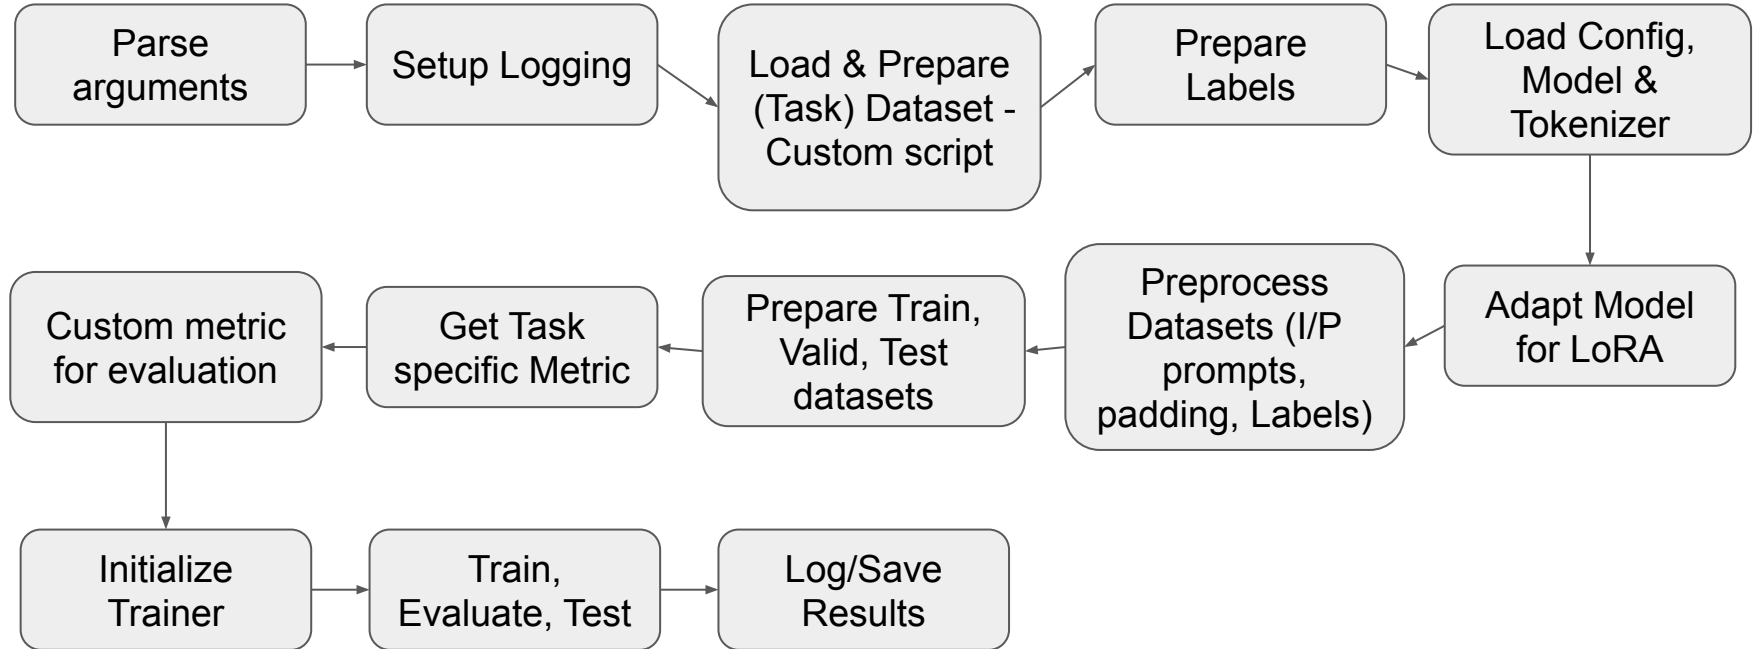 Parse
arguments
Setup Logging
Load & Prepare
(Task) Dataset -
Custom script
Prepare
Labels
Load Config,
Model &
Tokenizer
Adapt Model
for LoRA
Preprocess
Datasets (I/P
prompts,
padding, Labels)
Prepare Train,
Valid, Test
datasets
Get Task
specific Metric
Custom metric
for evaluation
Initialize
Trainer
Train,
Evaluate, Test
Log/Save
Results